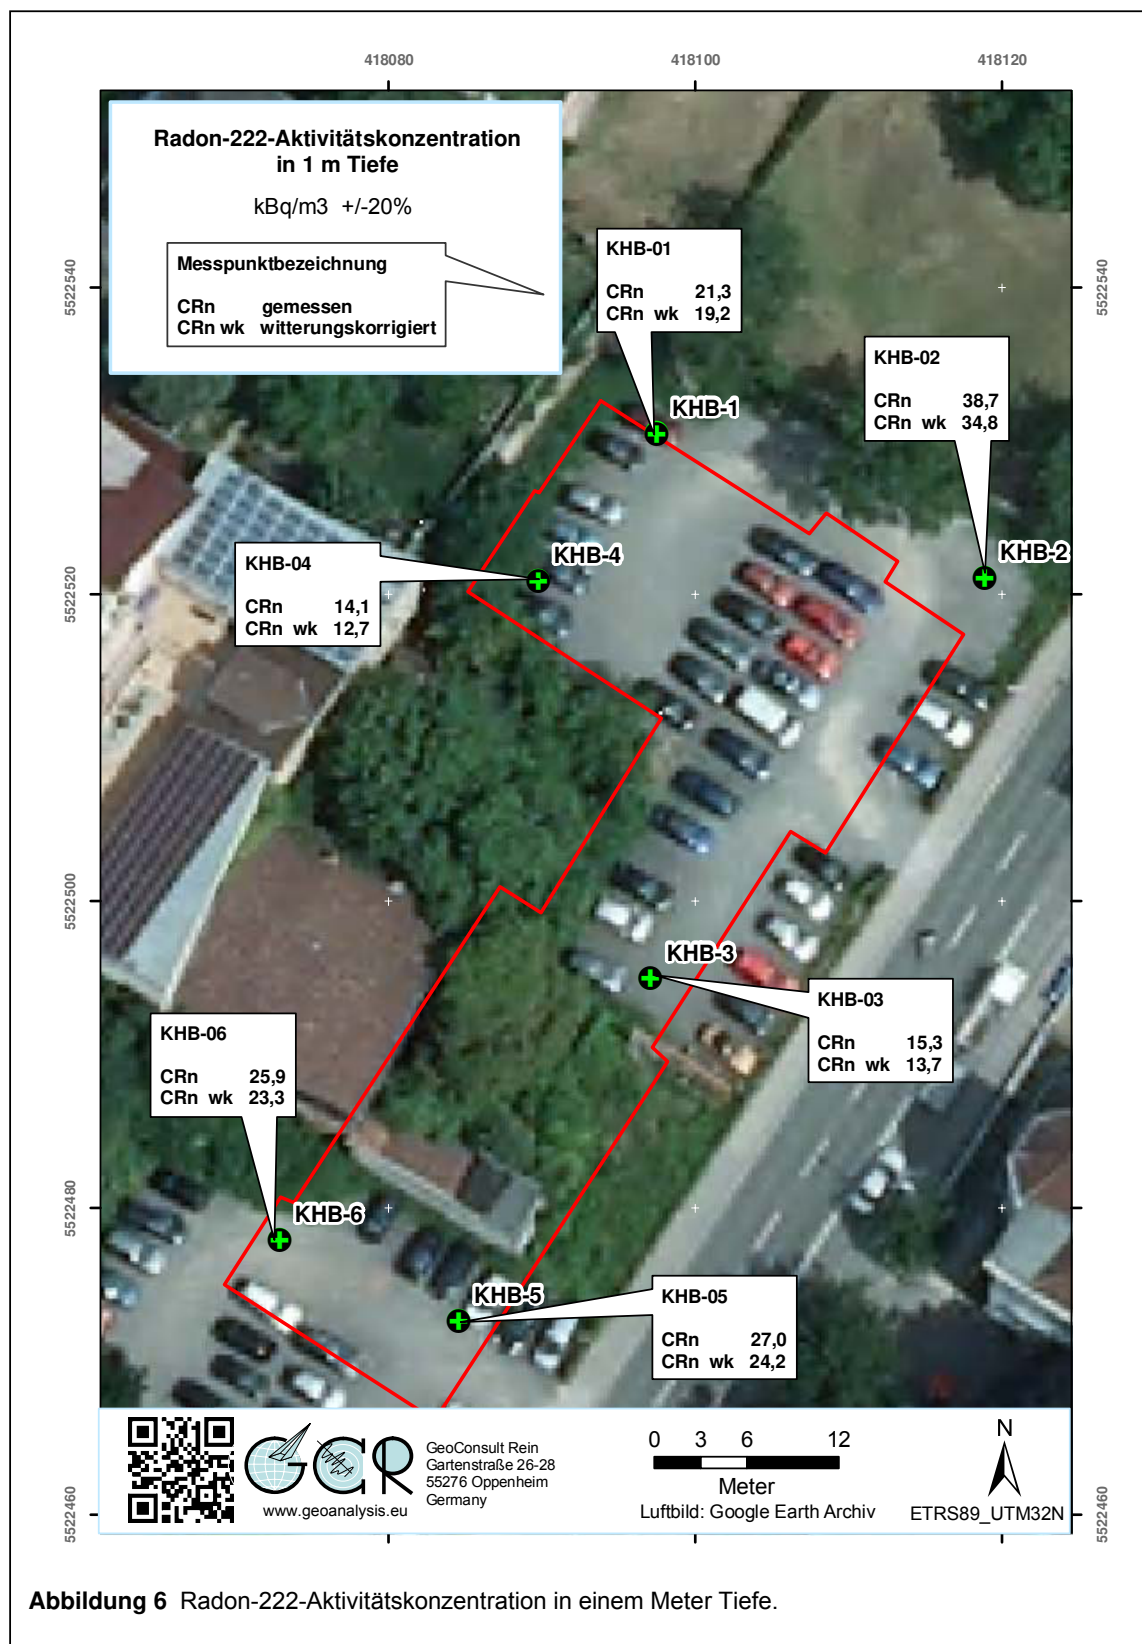 418080 418100 418120
Radon-222-Aktivitätskonzentration
in 1 m Tiefe
kBq/m3 +/-20%
Messpunktbezeichnung
CRn gemessen
CRn wk witterungskorrigiert
5522540
5522540
KHB-01
CRn 21,3
CRn wk 19,2
KHB-02
CRn 38,7
CRn wk 34,8
KHB-1
KHB-2
KHB-04
CRn 14,1
CRn wk 12,7
KHB-4
5522520
5522520
5522500
5522500
KHB-3
KHB-03
CRn 15,3
CRn wk 13,7
KHB-06
CRn 25,9
CRn wk 23,3
KHB-6
5522480
5522480
KHB-5
KHB-05
CRn 27,0
CRn wk 24,2
GCR
www.geoanalysis.eu
GeoConsult Rein
Gartenstraße 26-28
55276 Oppenheim
Germany
0 3 6 12
Meter
Luftbild: Google Earth Archiv
N
ETRS89_UTM32N
5522460
5522460
Abbildung 6 Radon-222-Aktivitätskonzentration in einem Meter Tiefe.